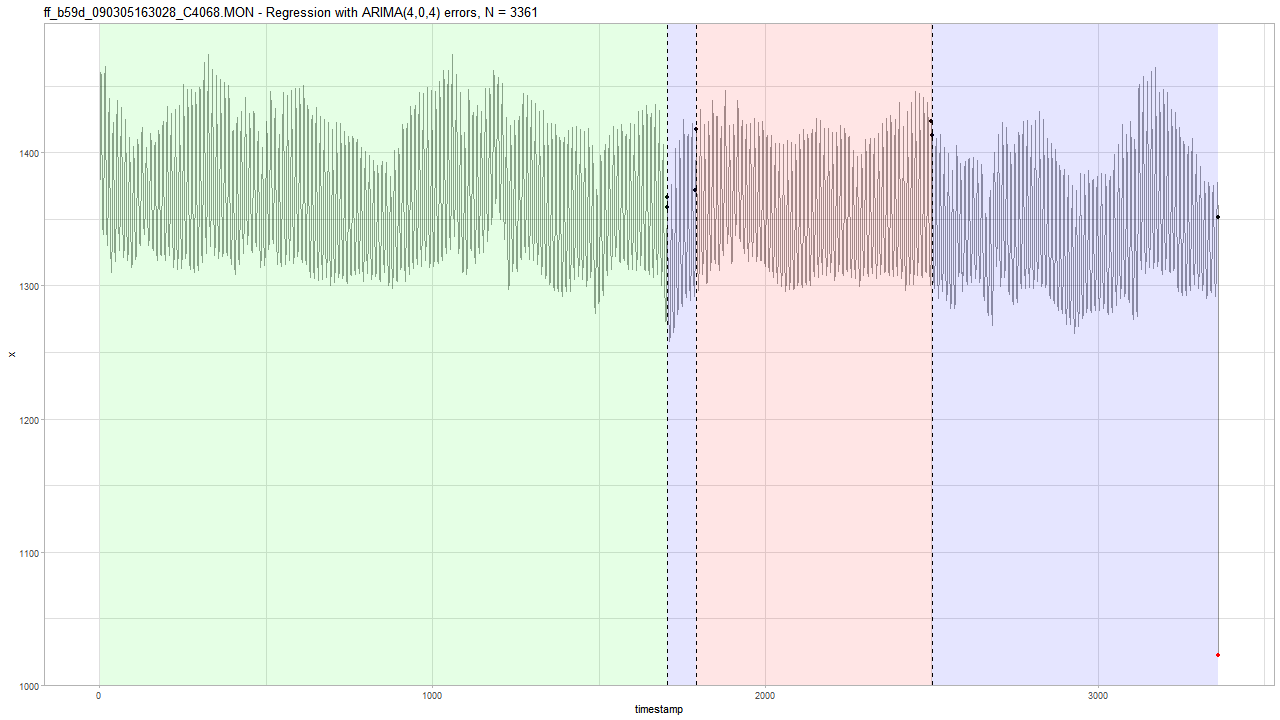 ff_b59d_090305163028_C4068.MON - Regression with ARIMA(4,0,4) errors, N = 3361
x
1400
1300
1200
1100
1000
0 1000 2000 3000
timestamp